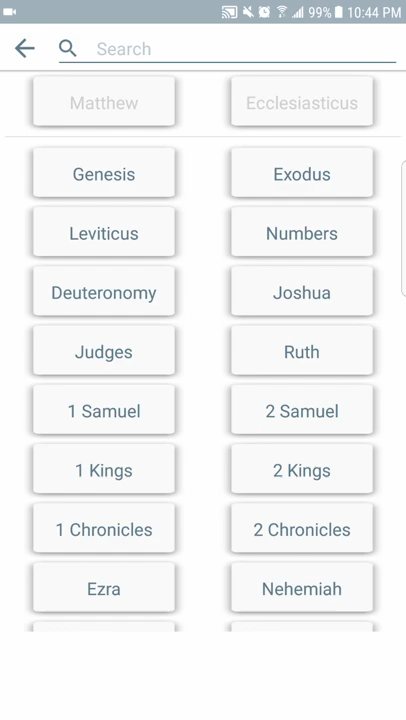 99% 10:44 PM
Search
Matthew Ecclesiasticus
Genesis Exodus
Leviticus Numbers
Deuteronomy Joshua
Judges Ruth
1 Samuel 2 Samuel
1 Kings 2 Kings
1 Chronicles 2 Chronicles
Ezra Nehemiah